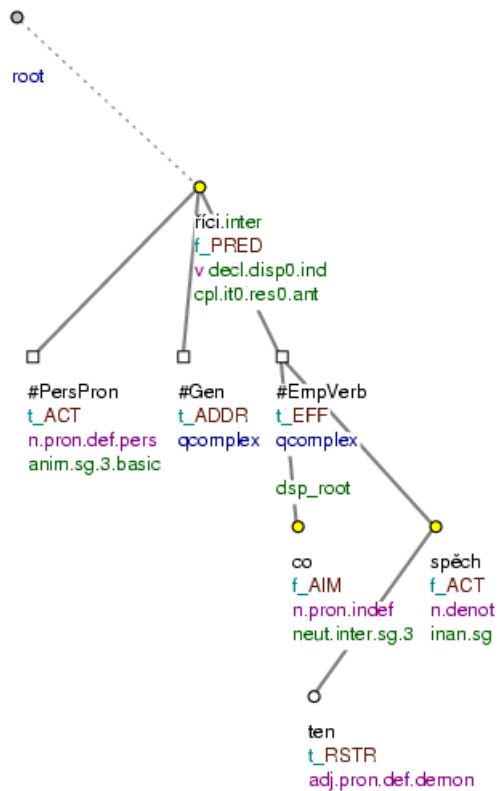 root
říci.inter
f_PRED
v decl.disp0.ind
cpl.it0.res0.ant
#PersPron
t_ACT
n.pron.def.pers
anim.sg.3.basic
#Gen
t_ADDR
qcomplex
#EmpVerb
t_EFF
qcomplex
dsp_root
co
f_AIM
n.pron.indef
neut.inter.sg.3
spěch
f_ACT
n.denot
inan.sg
ten
t_RSTR
adj.pron.def.demon